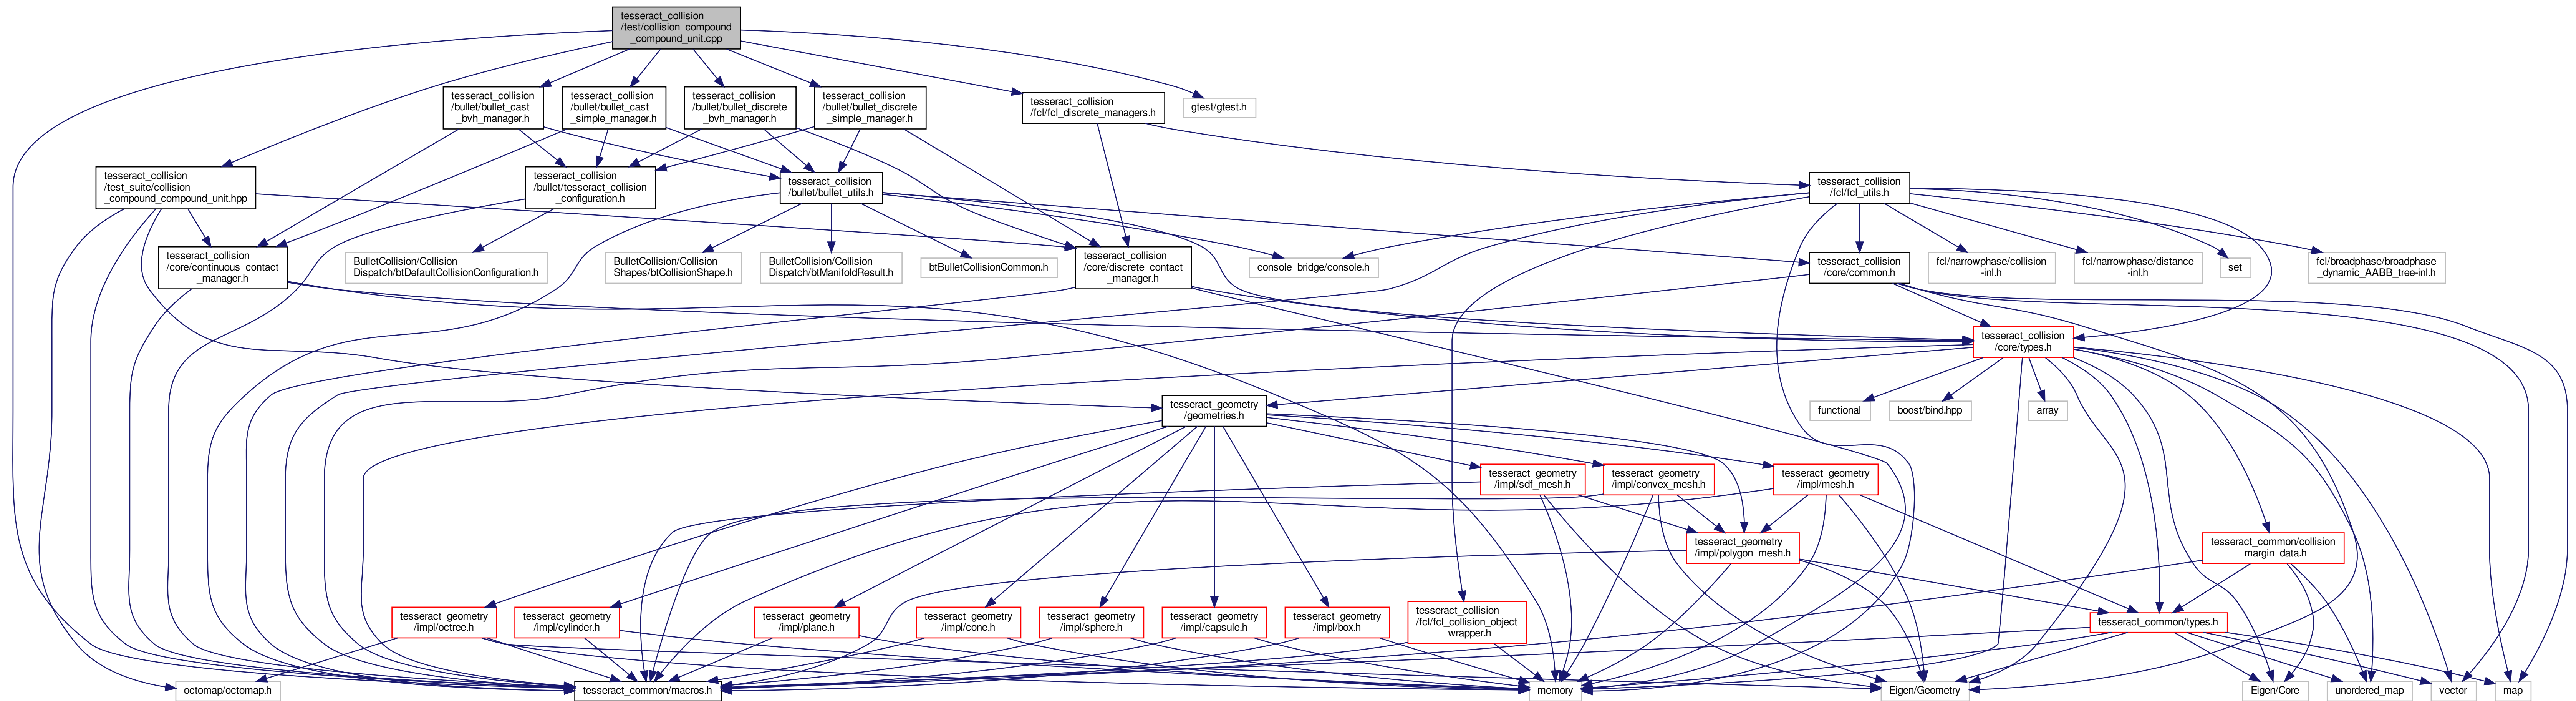 tesseract_collision
/test/collision_compound
_compound_unit.cpp
tesseract_collision
/bullet/bullet_cast
_bvh_manager.h
tesseract_collision
/bullet/bullet_cast
_simple_manager.h
tesseract_collision
/bullet/bullet_discrete
_bvh_manager.h
tesseract_collision
/bullet/bullet_discrete
_simple_manager.h
tesseract_collision
/fcl/fcl_discrete_managers.h
gtest/gtest.h
tesseract_collision
/test_suite/collision
_compound_compound_unit.hpp
tesseract_collision
/bullet/tesseract_collision
_configuration.h
tesseract_collision
/bullet/bullet_utils.h
tesseract_collision
/fcl/fcl_utils.h
tesseract_collision
/core/continuous_contact
_manager.h
BulletCollision/Collision
Dispatch/btDefaultCollisionConfiguration.h
BulletCollision/Collision
Shapes/btCollisionShape.h
BulletCollision/Collision
Dispatch/btManifoldResult.h
btBulletCollisionCommon.h
tesseract_collision
/core/discrete_contact
_manager.h
console_bridge/console.h
tesseract_collision
/core/common.h
fcl/narrowphase/collision
-inl.h
fcl/narrowphase/distance
-inl.h
set
fcl/broadphase/broadphase
_dynamic_AABB_tree-inl.h
tesseract_collision
/core/types.h
tesseract_geometry
/geometries.h
functional
boost/bind.hpp
array
tesseract_geometry
/impl/sdf_mesh.h
tesseract_geometry
/impl/convex_mesh.h
tesseract_geometry
/impl/mesh.h
tesseract_geometry
/impl/polygon_mesh.h
tesseract_common/collision
_margin_data.h
tesseract_geometry
/impl/octree.h
tesseract_geometry
/impl/cylinder.h
tesseract_geometry
/impl/plane.h
tesseract_geometry
/impl/cone.h
tesseract_geometry
/impl/sphere.h
tesseract_geometry
/impl/capsule.h
tesseract_geometry
/impl/box.h
tesseract_collision
/fcl/fcl_collision_object
_wrapper.h
tesseract_common/types.h
octomap/octomap.h
tesseract_common/macros.h
memory
Eigen/Geometry
Eigen/Core
unordered_map
vector
map